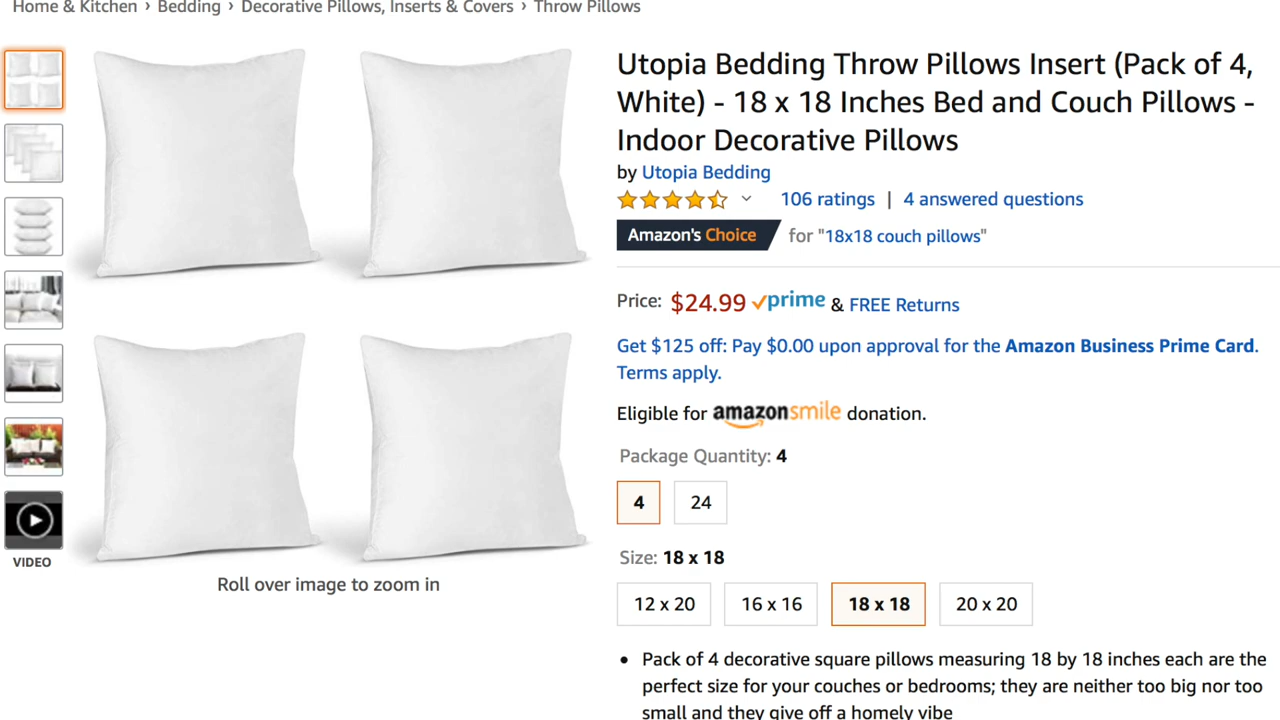 Home & Kitchen › Bedding › Decorative Pillows, Inserts & Covers › Throw Pillows
Utopia Bedding Throw Pillows Insert (Pack of 4,
White) - 18 x 18 Inches Bed and Couch Pillows -
Indoor Decorative Pillows
by Utopia Bedding
106 ratings | 4 answered questions
Amazon's Choice for "18x18 couch pillows"
Price: $24.99 prime & FREE Returns
Get $125 off: Pay $0.00 upon approval for the Amazon Business Prime Card.
Terms apply.
Eligible for amazonsmile donation.
Package Quantity: 4
4 24
Size: 18 x 18
12 x 20 16 x 16 18 x 18 20 x 20
Pack of 4 decorative square pillows measuring 18 by 18 inches each are the
perfect size for your couches or bedrooms; they are neither too big nor too
small and they give off a homely vibe
VIDEO
Roll over image to zoom in